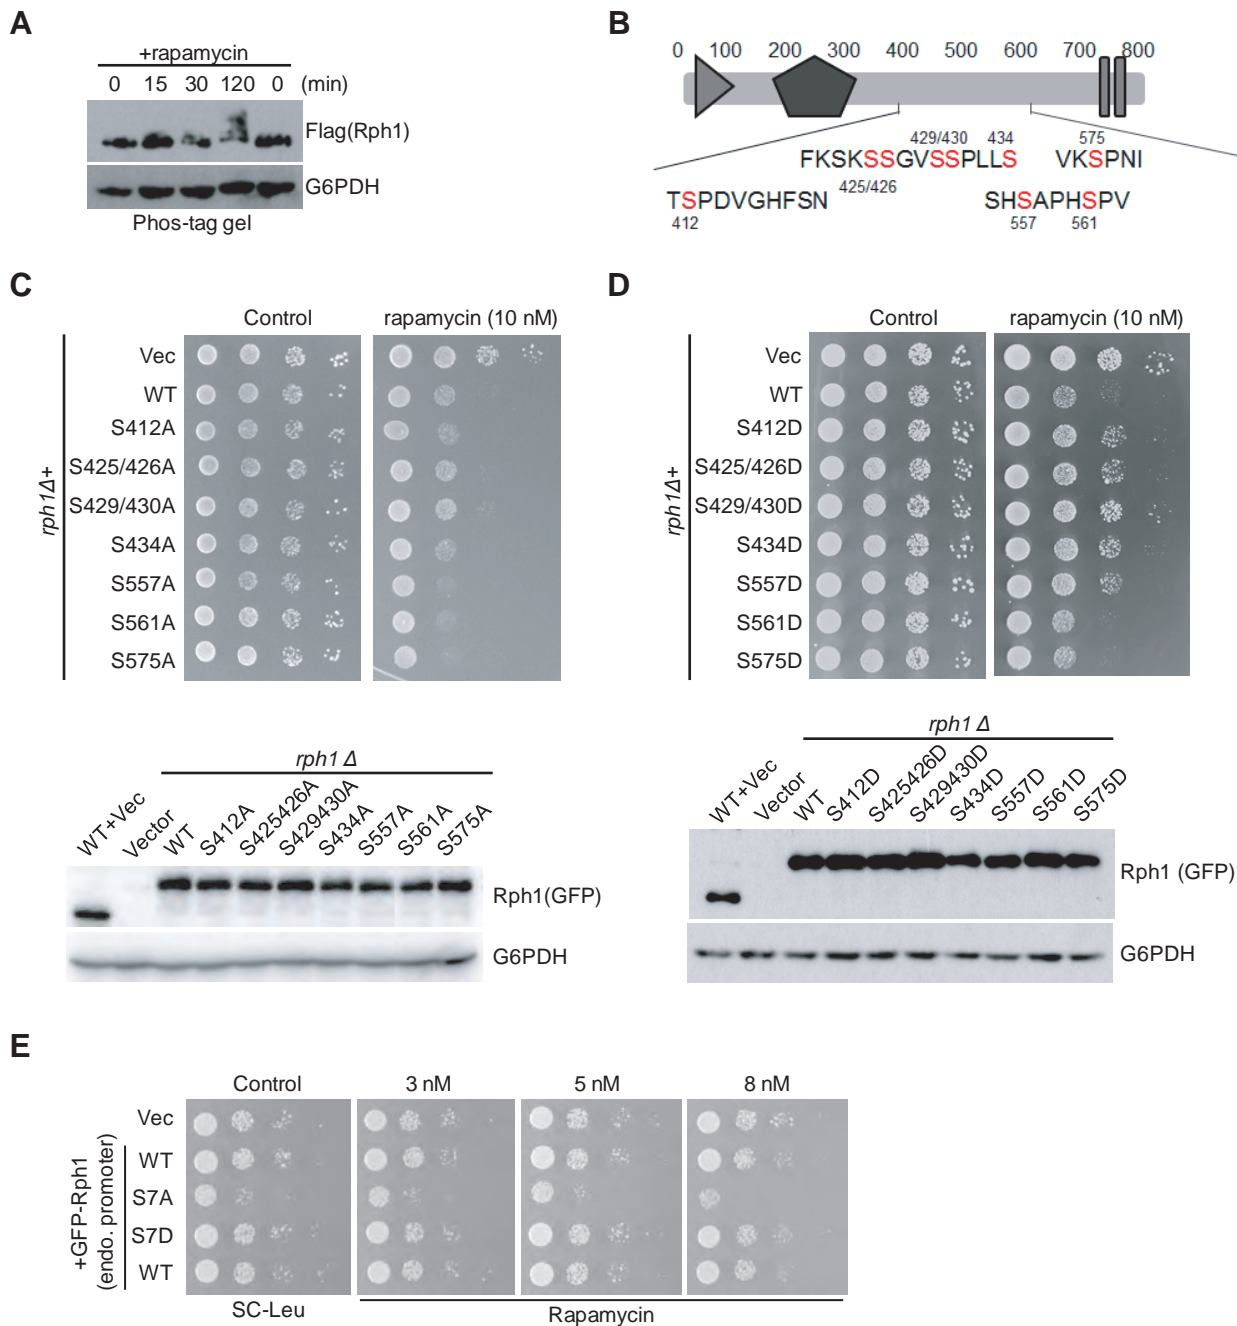 A
+rapamycin
0 15 30 120 0 (min)
Flag(Rph1)
G6PDH
Phos-tag gel
B
0 100 200 300 400 500 600 700 800
429/430 434 575
FKSKSSGVSSPLLS VKSPNI
425/426
TSPDVGHFSN SHSAPHSPV
412 557 561
C
Control rapamycin (10 nM)
rph1Δ+
Vec
WT
S412A
S425/426A
S429/430A
S434A
S557A
S561A
S575A
rph1 Δ
WT+Vec Vector WT S412A S425426A S429430A S434A S557A S561A S575A
Rph1(GFP)
G6PDH
D
Control rapamycin (10 nM)
rph1Δ+
Vec
WT
S412D
S425/426D
S429/430D
S434D
S557D
S561D
S575D
rph1 Δ
WT+Vec Vector WT S412D S425426D S429430D S434D S557D S561D S575D
Rph1 (GFP)
G6PDH
E
Control 3 nM 5 nM 8 nM
+GFP-Rph1
(endo. promoter)
Vec
WT
S7A
S7D
WT
SC-Leu Rapamycin